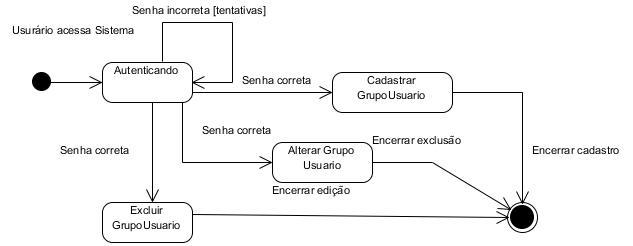 Senha incorreta [tentativas]
Usurário acessa Sistema
Autenticando
Senha correta
Cadastrar
GrupoUsuario
Senha correta
Encerrar exclusão
Senha correta
Alterar Grupo
Usuario
Encerrar cadastro
Encerrar edição
Excluir
GrupoUsuario